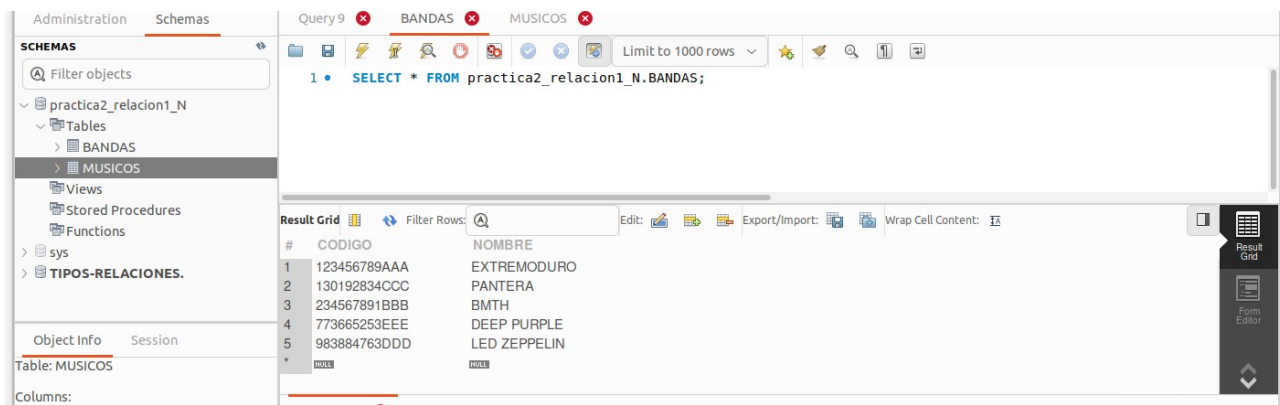 Administration Schemas
SCHEMAS
Filter objects
practica2_relacion1_N
Tables
BANDAS
MUSICOS
Views
Stored Procedures
Functions
sys
TIPOS-RELACIONES.
Object Info Session
Table: MUSICOS
Columns:
Query 9 BANDAS MUSICOS
Limit to 1000 rows
1 SELECT * FROM practica2_relacion1_N.BANDAS;
Result Grid Filter Rows: Edit: Export/Import: Wrap Cell Content:
# CODIGO NOMBRE
1 123456789AAA EXTREMODURO
2 130192834CCC PANTERA
3 234567891BBB BMTH
4 773665253EEE DEEP PURPLE
5 983884763DDD LED ZEPPELIN
* NULL NULL
Result
Grid
Form
Editor